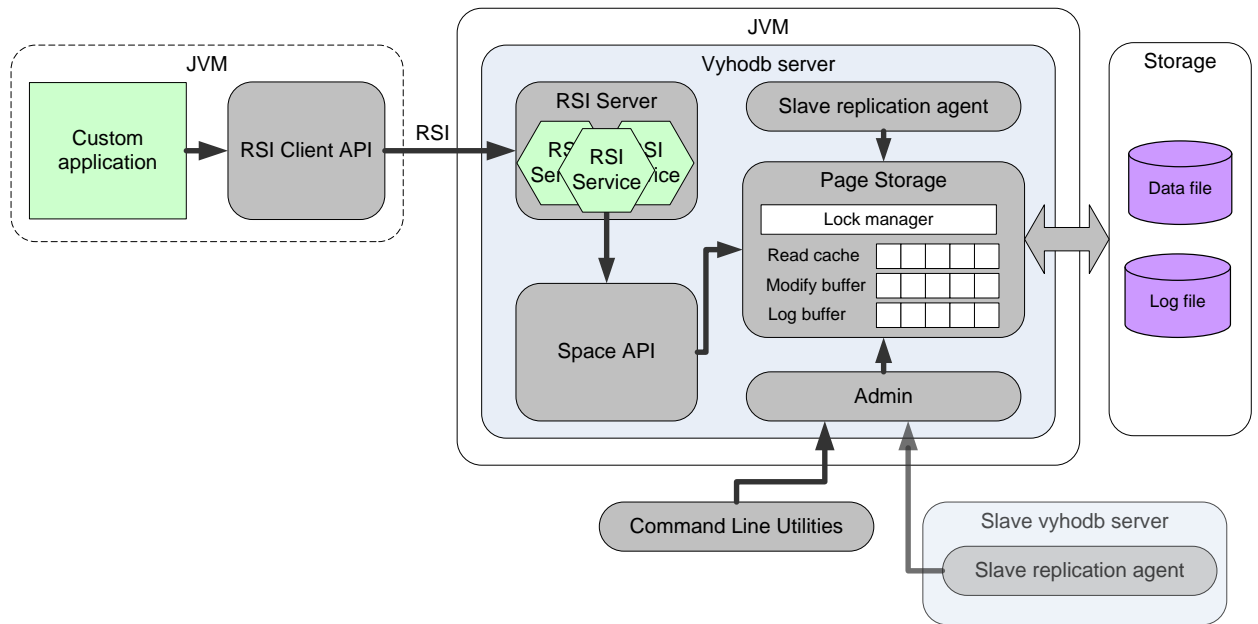 JVM
Custom
application
RSI Client API
RSI
JVM
Vyhodb server
RSI Server
RSI
Service
Space API
Slave replication agent
Page Storage
Lock manager
Read cache
Modify buffer
Log buffer
Admin
Storage
Data file
Log file
Command Line Utilities
Slave vyhodb server
Slave replication agent